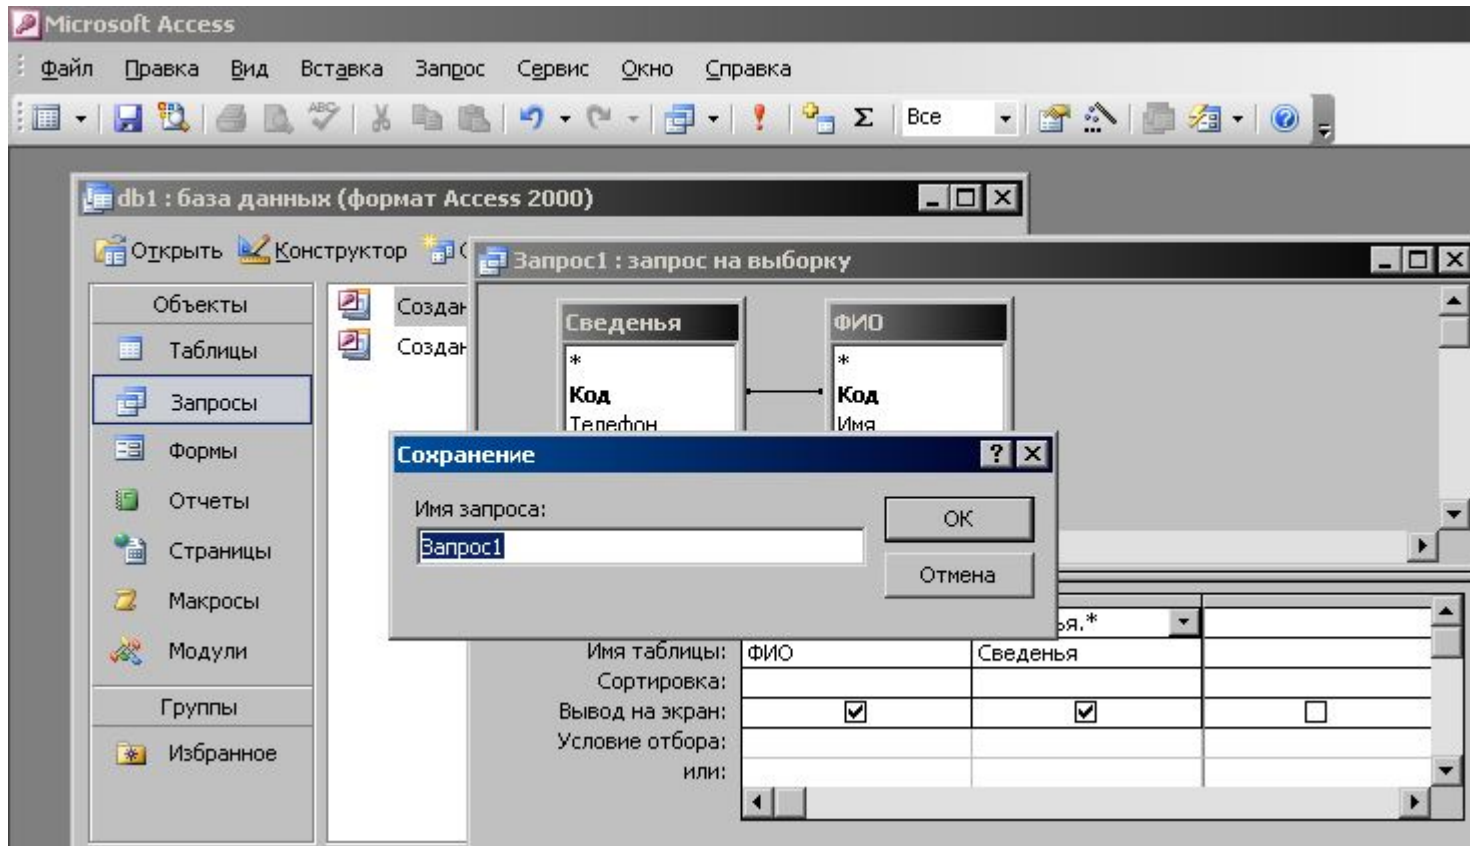 Microsoft Access
Файл Правка Вид Вставка Запрос Сервис Окно Справка
ABC Σ Все
db1 : база данных (формат Access 2000)
Открыть Конструктор
Запрос1 : запрос на выборку
Объекты
Таблицы
Запросы
Формы
Отчеты
Страницы
Макросы
Модули
Группы
Избранное
Сведенья
*
Код
Телефон
ФИО
*
Код
Имя
Сохранение
Имя запроса:
Запрос1
ОК
Отмена
Имя таблицы: ФИО Сведенья
Сортировка:
Вывод на экран:
Условие отбора:
или: